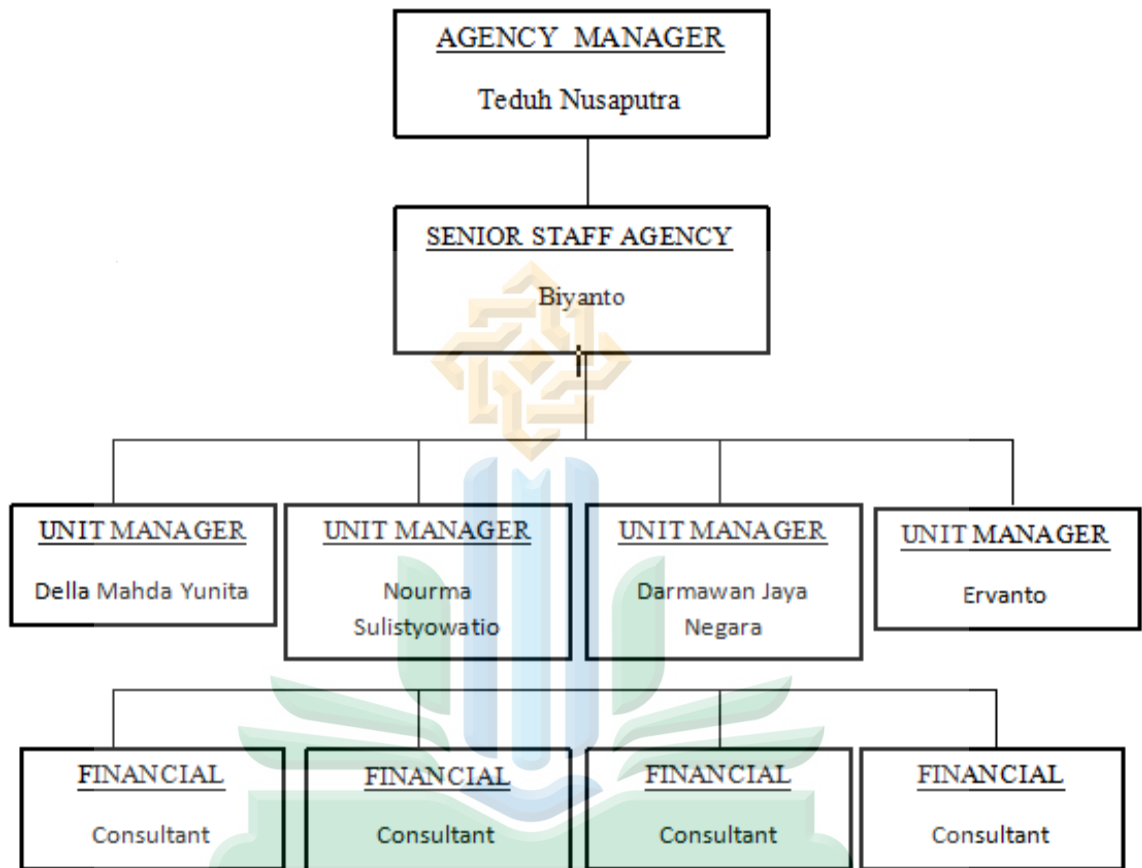 AGENCY MANAGER
Teduh Nusaputra
SENIOR STAFF AGENCY
Biyanto
UNIT MANAGER
Della Mahda Yunita
UNIT MANAGER
Nourma
Sulistyowatio
UNIT MANAGER
Darmawan Jaya
Negara
UNIT MANAGER
Ervanto
FINANCIAL
Consultant
FINANCIAL
Consultant
FINANCIAL
Consultant
FINANCIAL
Consultant